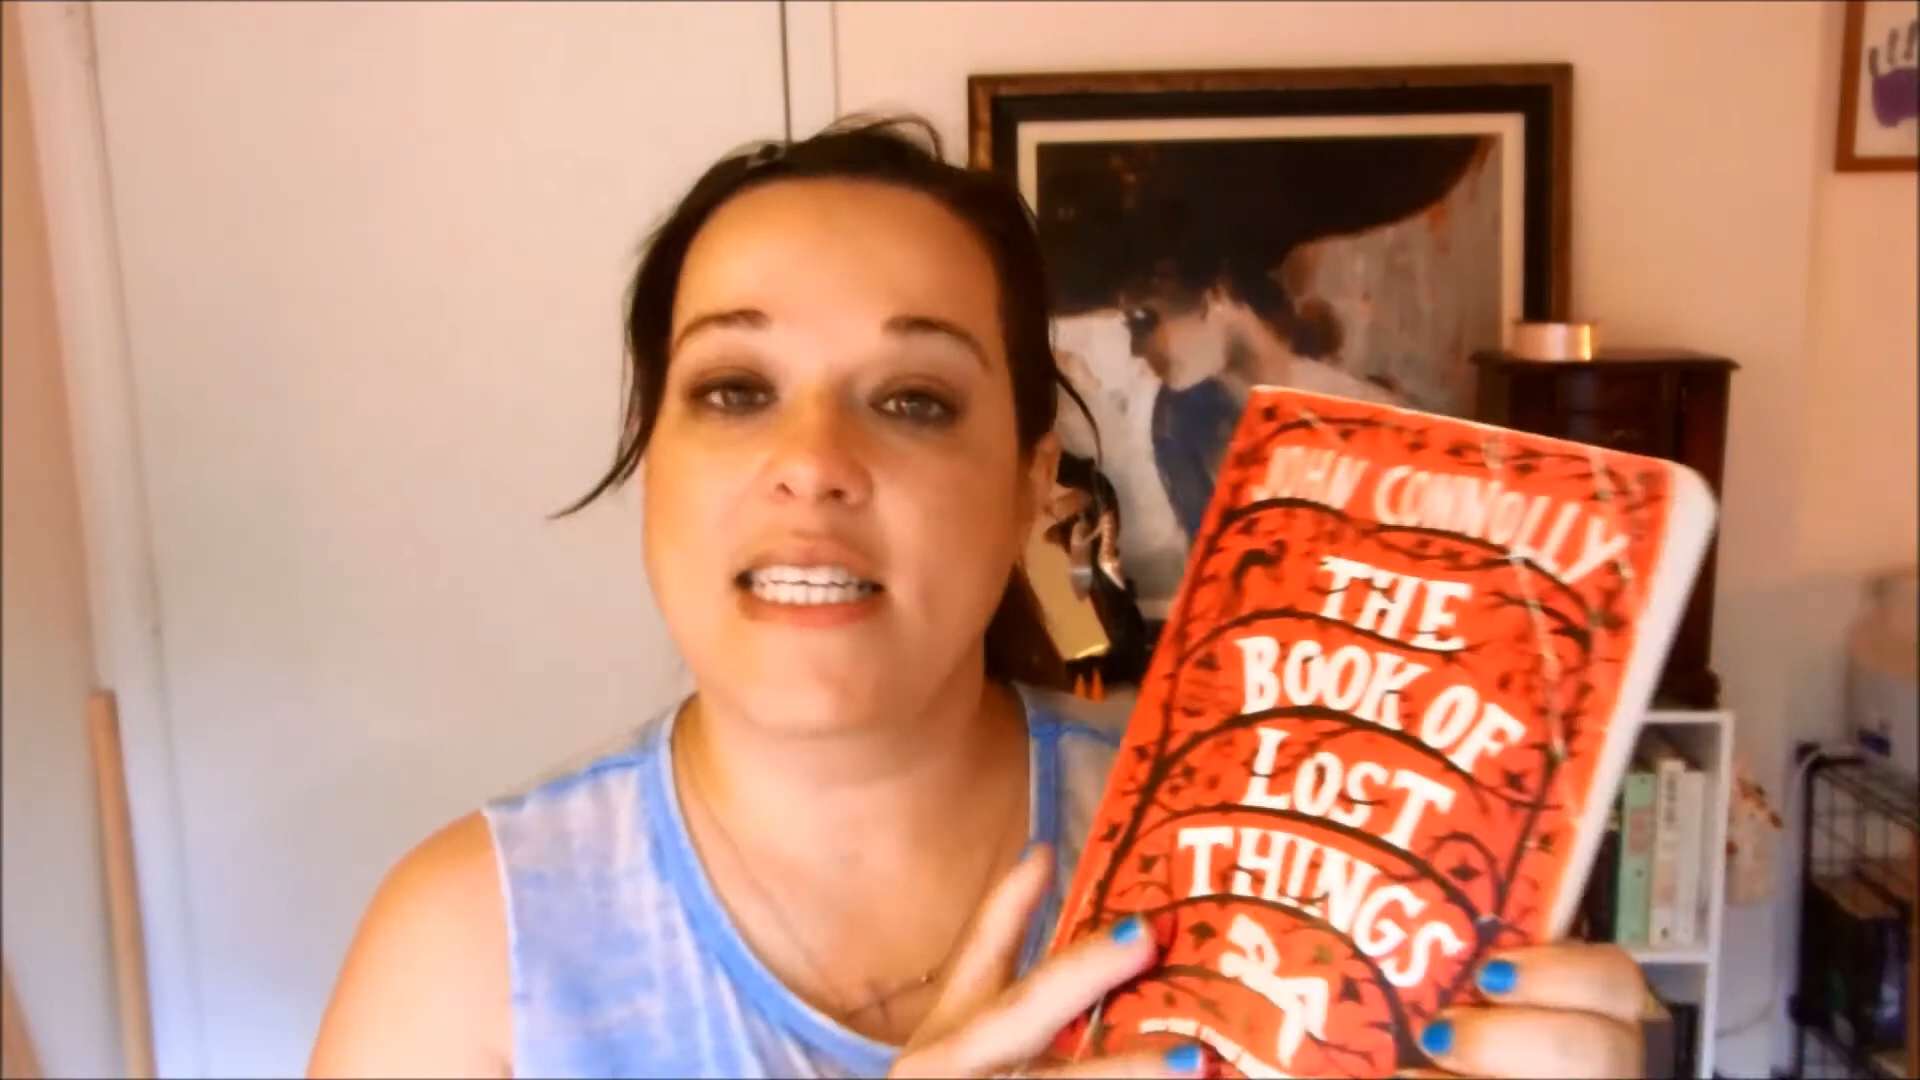 JOHN CONNOLLY
THE
BOOK OF
LOST
THINGS